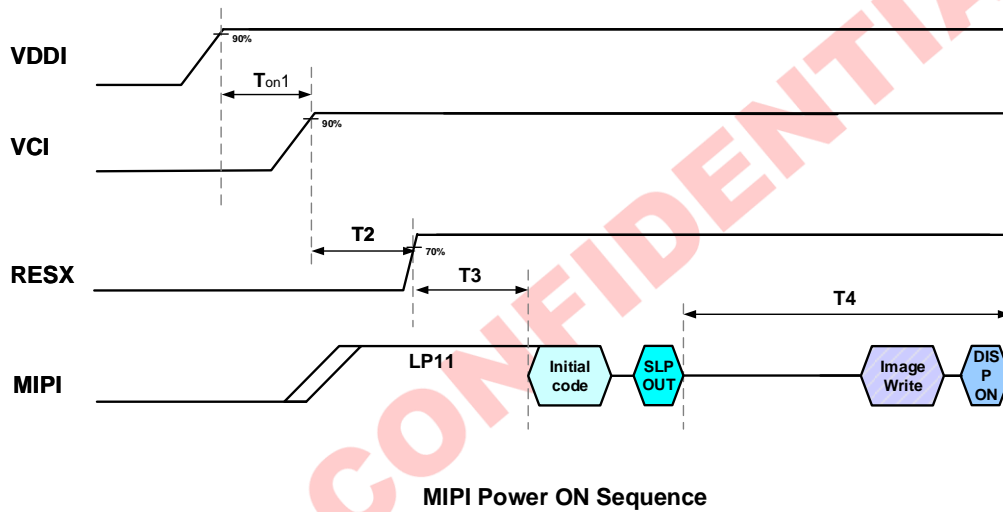 VDDI
90%
Ton1
VCI
90%
T2
RESX
70%
T3
T4
MIPI
LP11
Initial
code
SLP
OUT
Image
Write
DIS
P
ON
MIPI Power ON Sequence
CONFIDENTIA